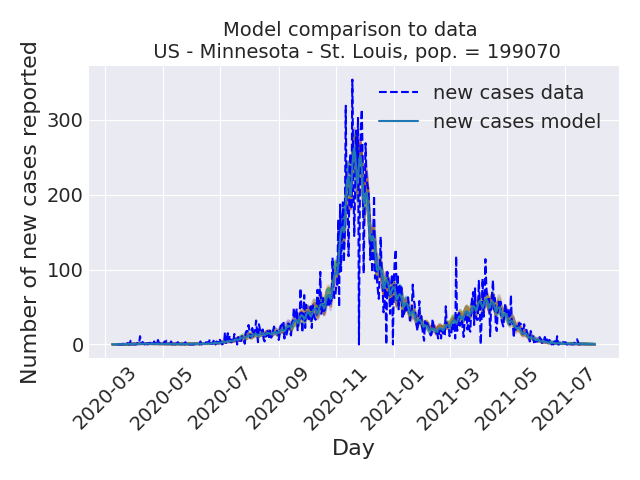 Model comparison to data
US - Minnesota - St. Louis, pop. = 199070
Number of new cases reported
300
200
100
0
new cases data
new cases model
2020-03
2020-05
2020-07
2020-09
2020-11
2021-01
2021-03
2021-05
2021-07
Day